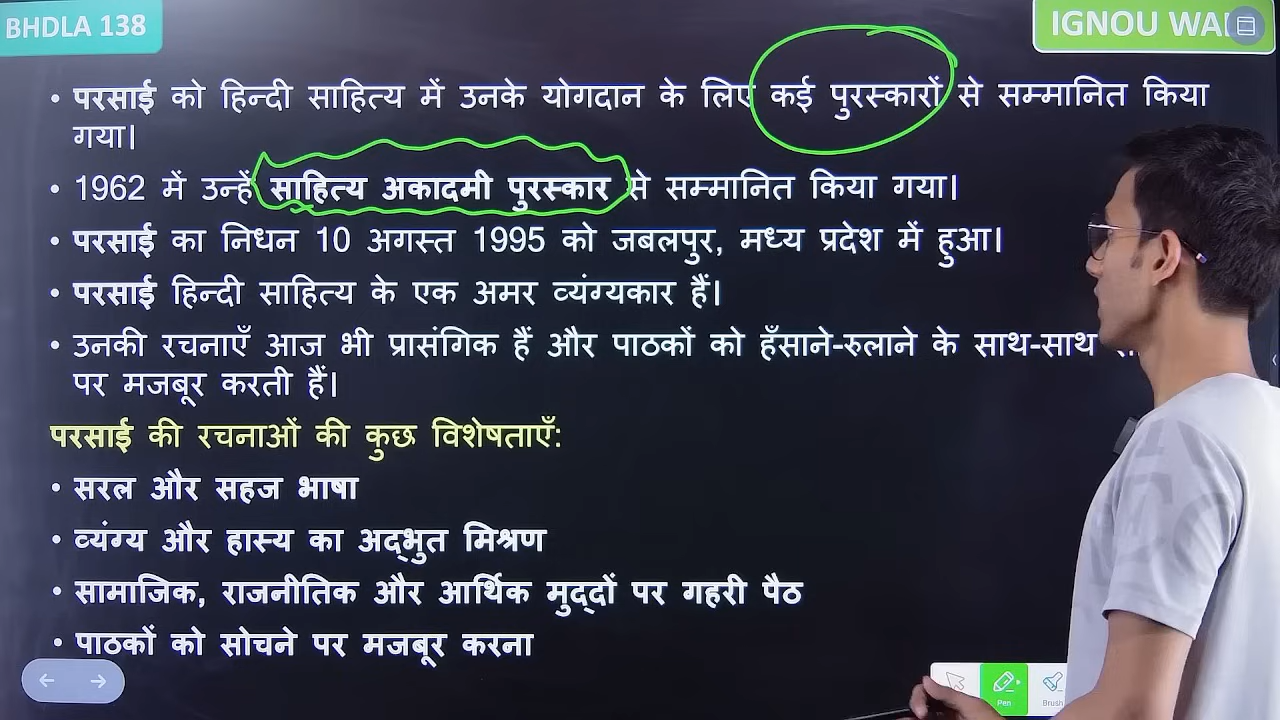 BHDLA 138
IGNOU WA
• परसाई को हिन्दी साहित्य में उनके योगदान के लिए कई पुरस्कारों से सम्मानित किया
गया।
• 1962 में उन्हें साहित्य अकादमी पुरस्कार से सम्मानित किया गया।
• परसाई का निधन 10 अगस्त 1995 को जबलपुर, मध्य प्रदेश में हुआ।
• परसाई हिन्दी साहित्य के एक अमर व्यंग्यकार हैं।
• उनकी रचनाएँ आज भी प्रासंगिक हैं और पाठकों को हँसाने-रुलाने के साथ-साथ
पर मजबूर करती हैं।
परसाई की रचनाओं की कुछ विशेषताएँ:
• सरल और सहज भाषा
• व्यंग्य और हास्य का अद्भुत मिश्रण
• सामाजिक, राजनीतिक और आर्थिक मुद्दों पर गहरी पैठ
• पाठकों को सोचने पर मजबूर करना
Pen
Brush